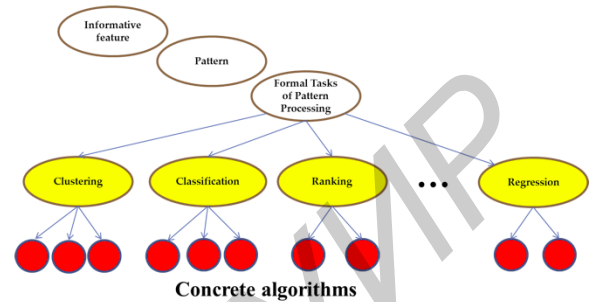 Informative
feature
Pattern
Formal Tasks
of Pattern
Processing
Clustering
Classification
Ranking
...
Regression
Concrete algorithms